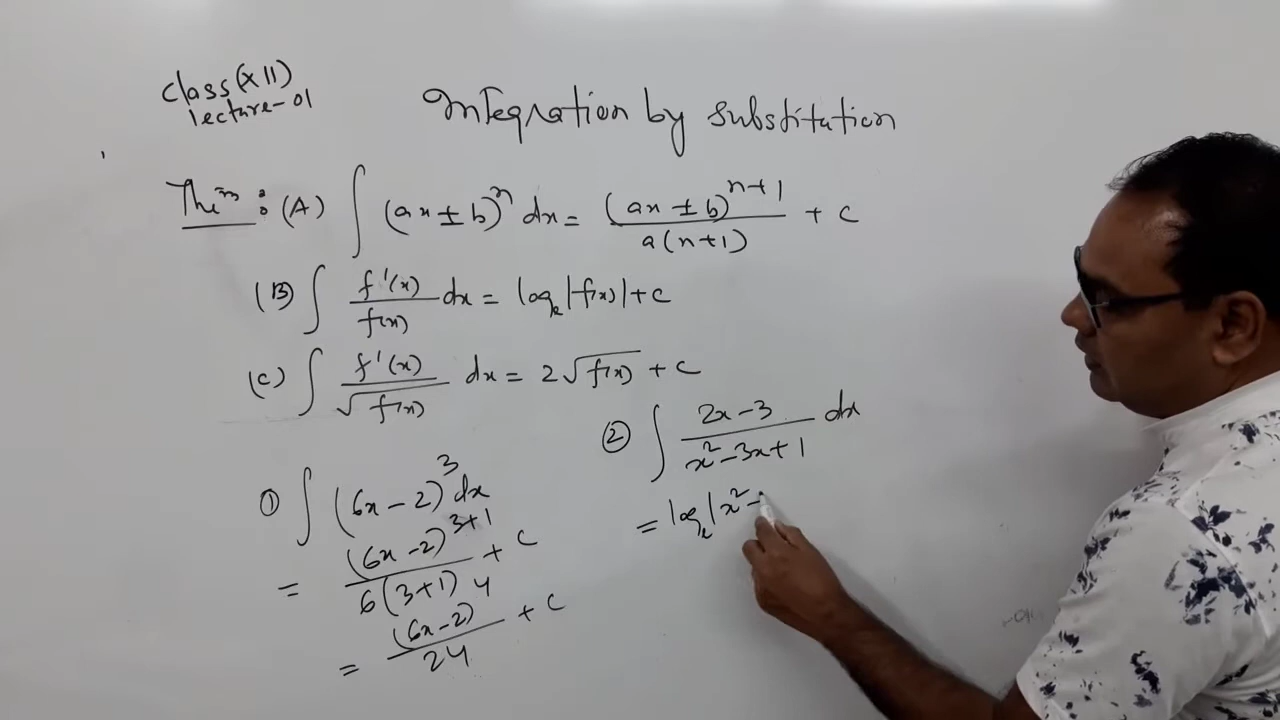 Class(XII)
lecture-01
Integration by substitution
Thm : (A) ∫ (ax ± b)^n dx = (ax ± b)^{n+1} / a(n+1) + c
(B) ∫ f'(x) / f(x) dx = log_e |f(x)| + c
(C) ∫ f'(x) / √f(x) dx = 2√f(x) + c
① ∫ (6x - 2)^3 dx
= (6x - 2)^{3+1} / 6(3+1) + c
= (6x - 2)^4 / 24 + c
② ∫ 2x - 3 / x² - 3x + 1 dx
= log_e |x² -